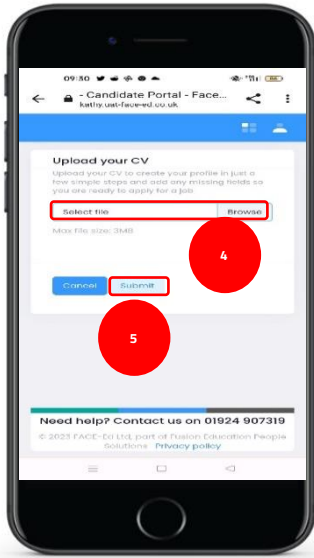 09:30
- Candidate Portal - Face...
kathy.uat-face-ed.co.uk
Upload your CV
Upload your CV to create your profile in just a
few simple steps and add any missing fields so
you are ready to apply for a job
Select file Browse
Max file size: 3MB
4
Cancel Submit
5
Need help? Contact us on 01924 907319
© 2023 FACE-Ed Ltd, part of Fusion Education People
Solutions Privacy policy